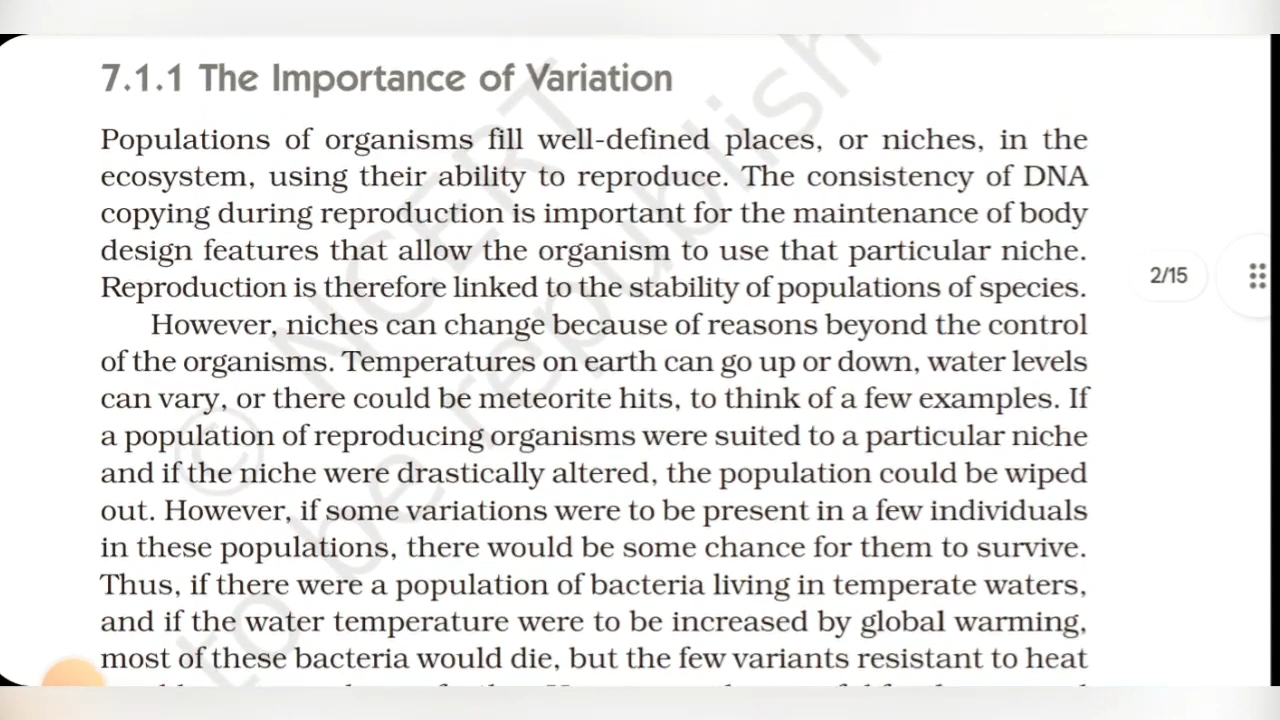 7.1.1 The Importance of Variation
Populations of organisms fill well-defined places, or niches, in the
ecosystem, using their ability to reproduce. The consistency of DNA
copying during reproduction is important for the maintenance of body
design features that allow the organism to use that particular niche.
Reproduction is therefore linked to the stability of populations of species.
However, niches can change because of reasons beyond the control
of the organisms. Temperatures on earth can go up or down, water levels
can vary, or there could be meteorite hits, to think of a few examples. If
a population of reproducing organisms were suited to a particular niche
and if the niche were drastically altered, the population could be wiped
out. However, if some variations were to be present in a few individuals
in these populations, there would be some chance for them to survive.
Thus, if there were a population of bacteria living in temperate waters,
and if the water temperature were to be increased by global warming,
most of these bacteria would die, but the few variants resistant to heat
2/15
© NCERT
to be republish